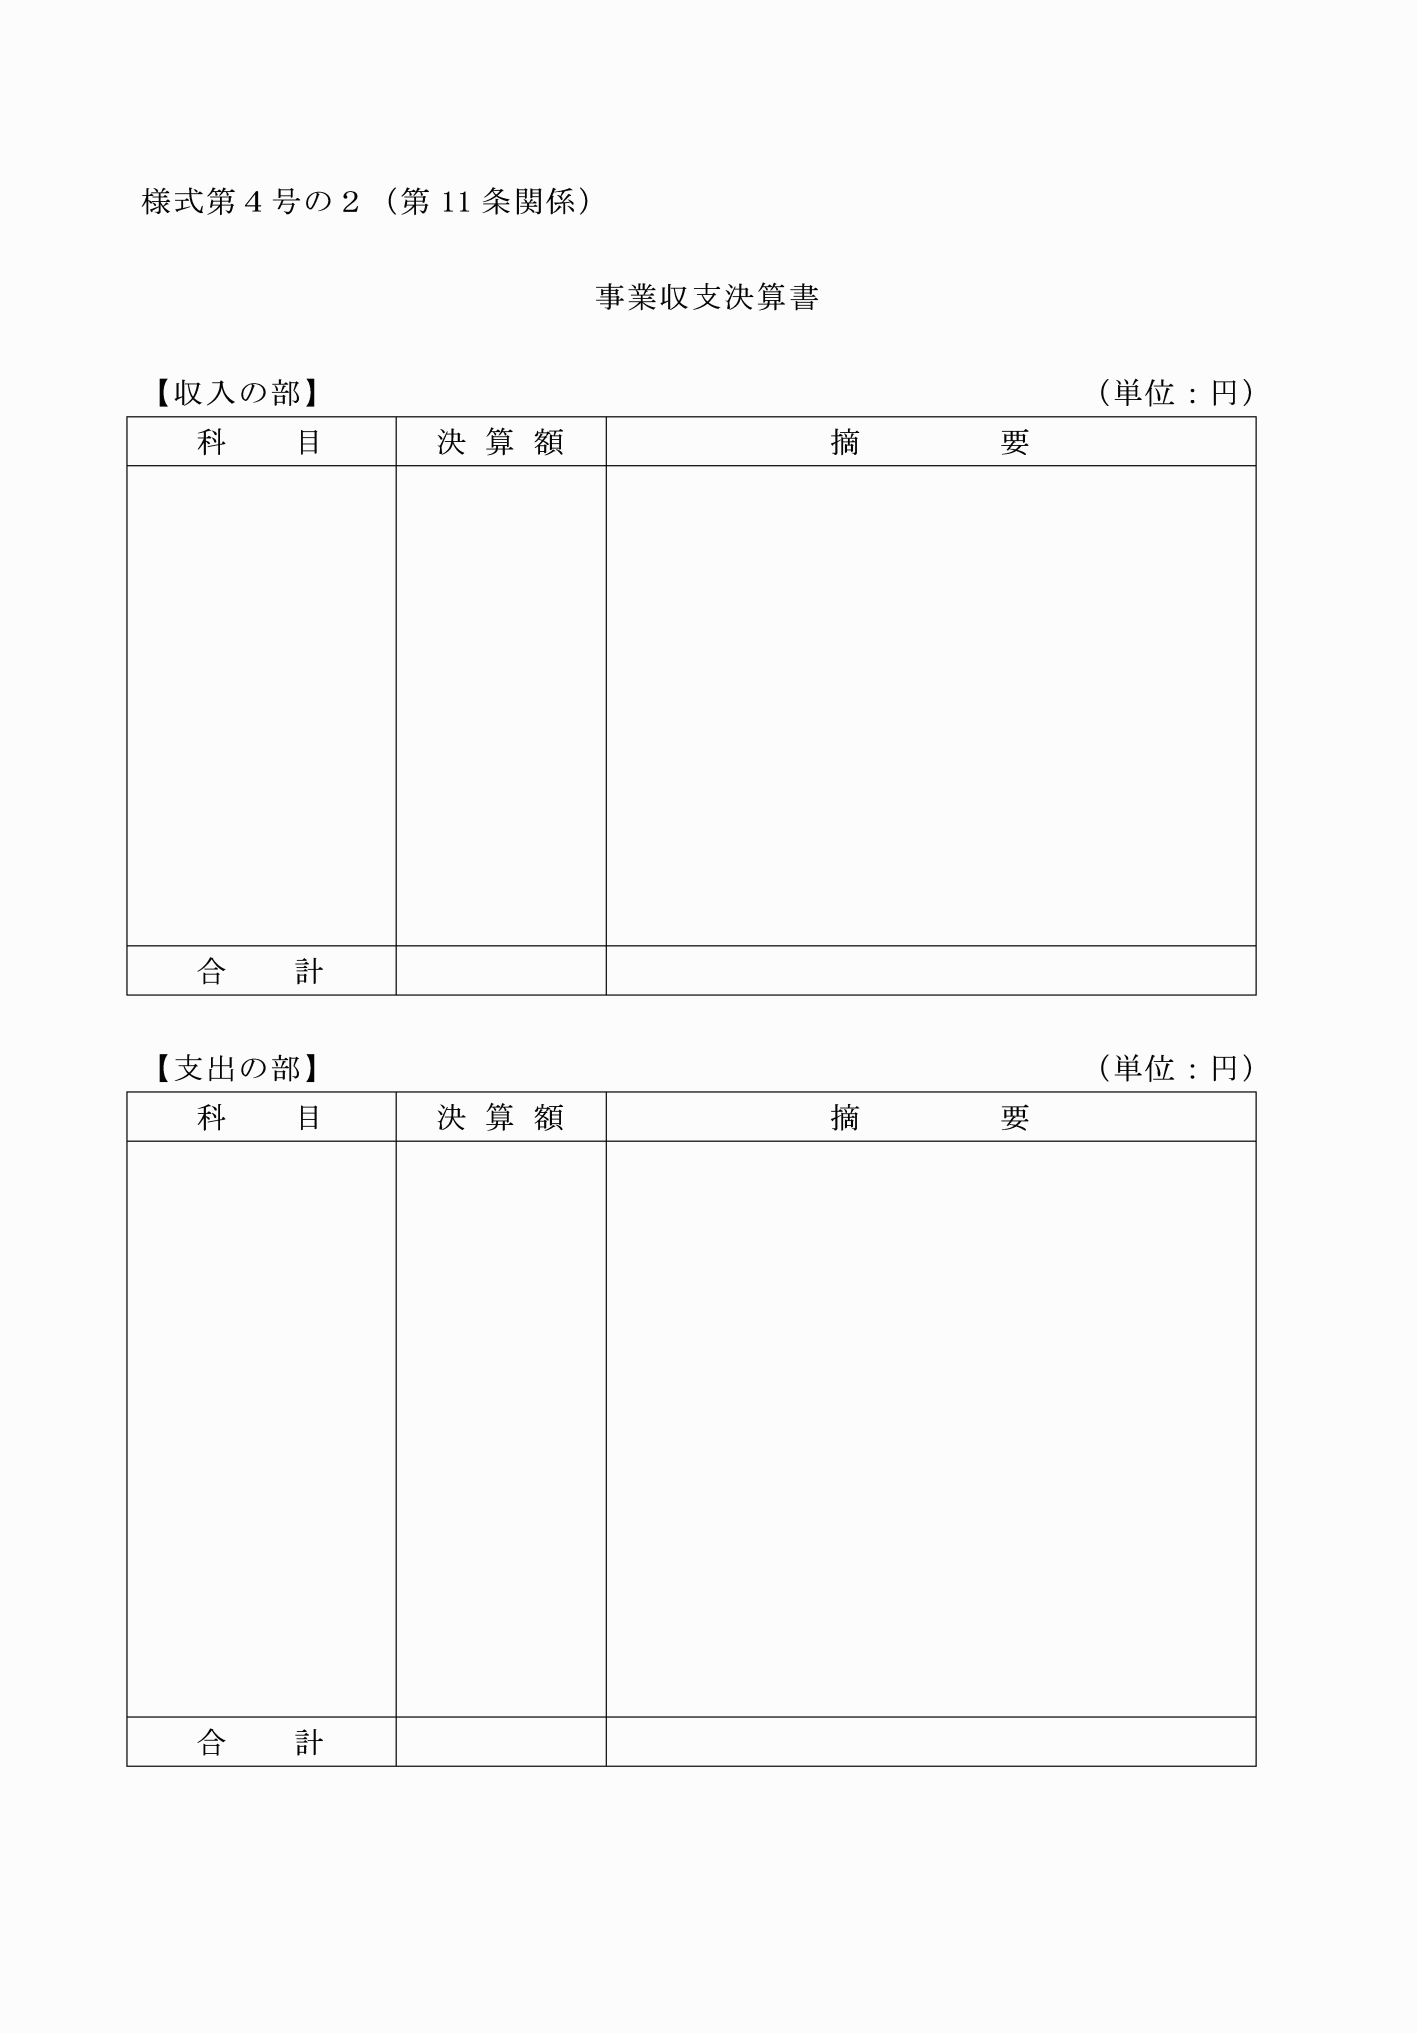 様式第４号の２（第 11 条関係）
事業収支決算書
【収入の部】 （単位：円）
科　目 決 算 額 摘　要
合　計
【支出の部】 （単位：円）
科　目 決 算 額 摘　要
合　計